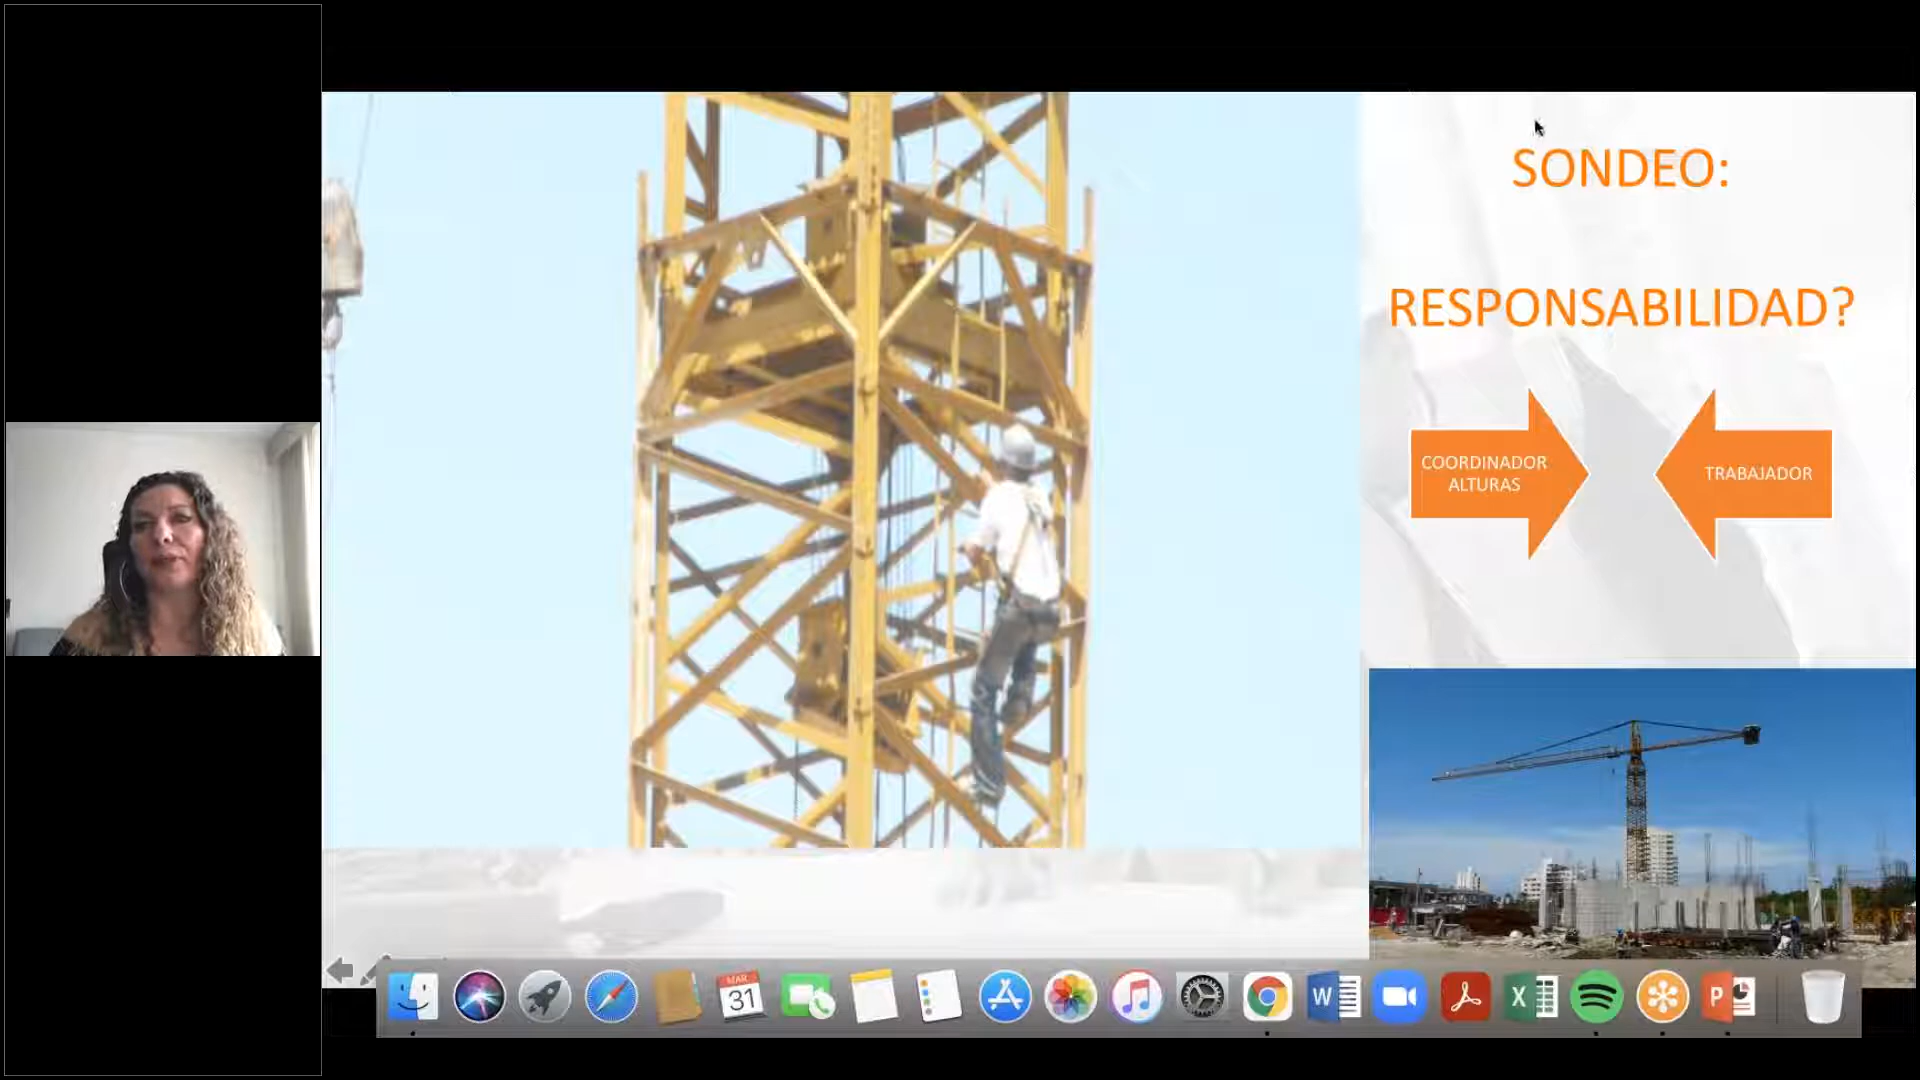 SONDEO:
RESPONSABILIDAD?
COORDINADOR
ALTURAS
TRABAJADOR
MAR
31
W
X
P